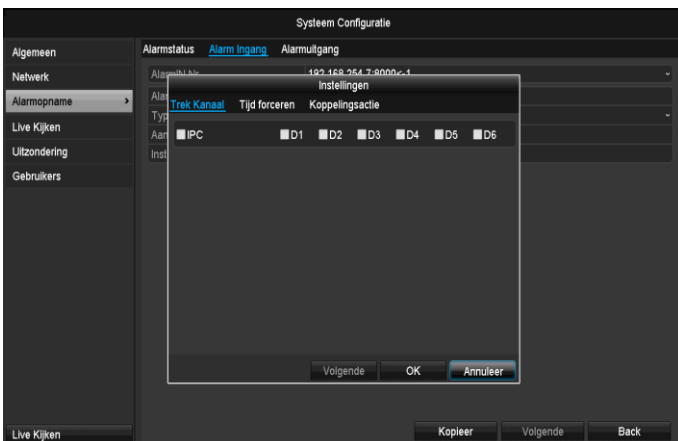 Systeem Configuratie
Algemeen
Netwerk
Alarmopname
Live Kijken
Uitzondering
Gebruikers
Live Kijken
Alarmstatus Alarm Ingang Alarmuitgang
192.168.254.7:8000<-1
Instellingen
Trek Kanaal Tijd forceren Koppelingsactie
IPC D1 D2 D3 D4 D5 D6
Volgende OK Annuleer
Kopieer Volgende Back